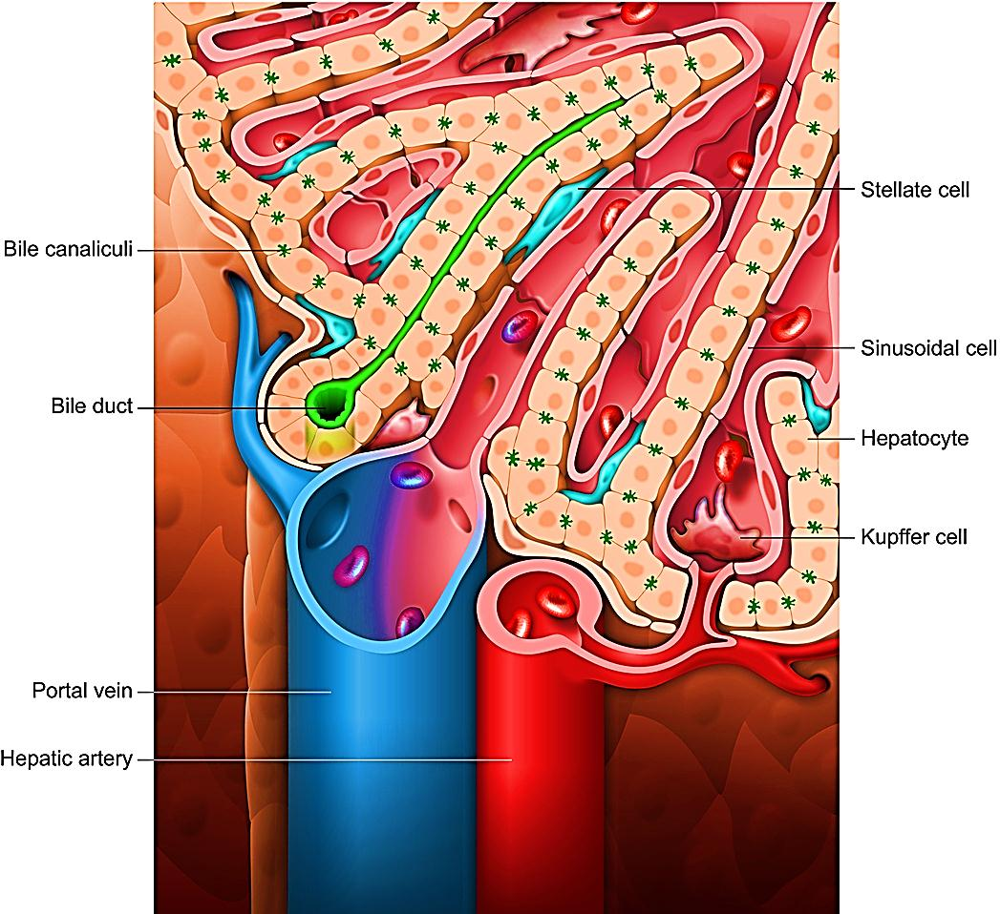 Stellate cell
Bile canaliculi
Sinusoidal cell
Bile duct
Hepatocyte
Kupffer cell
Portal vein
Hepatic artery